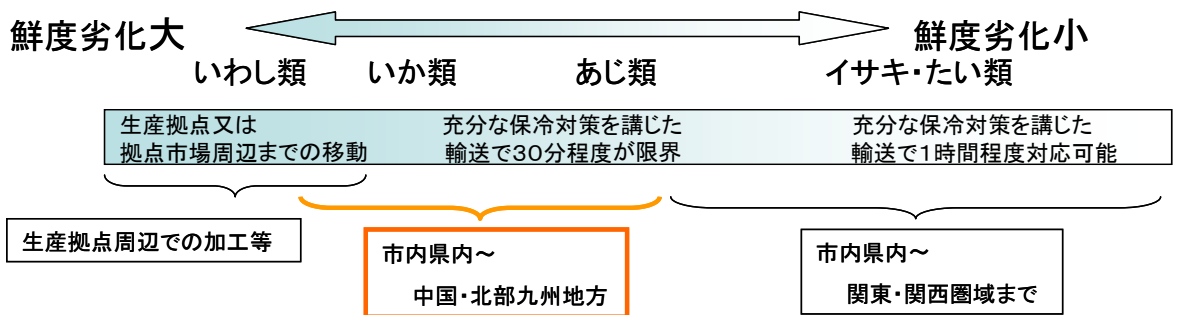 鮮度劣化大
鮮度劣化小
いわし類
いか類
あじ類
イサキ・たい類
生産拠点又は
拠点市場周辺までの移動
充分な保冷対策を講じた
輸送で30分程度が限界
充分な保冷対策を講じた
輸送で1時間程度対応可能
生産拠点周辺での加工等
市内県内～
中国・北部九州地方
市内県内～
関東・関西圏域まで